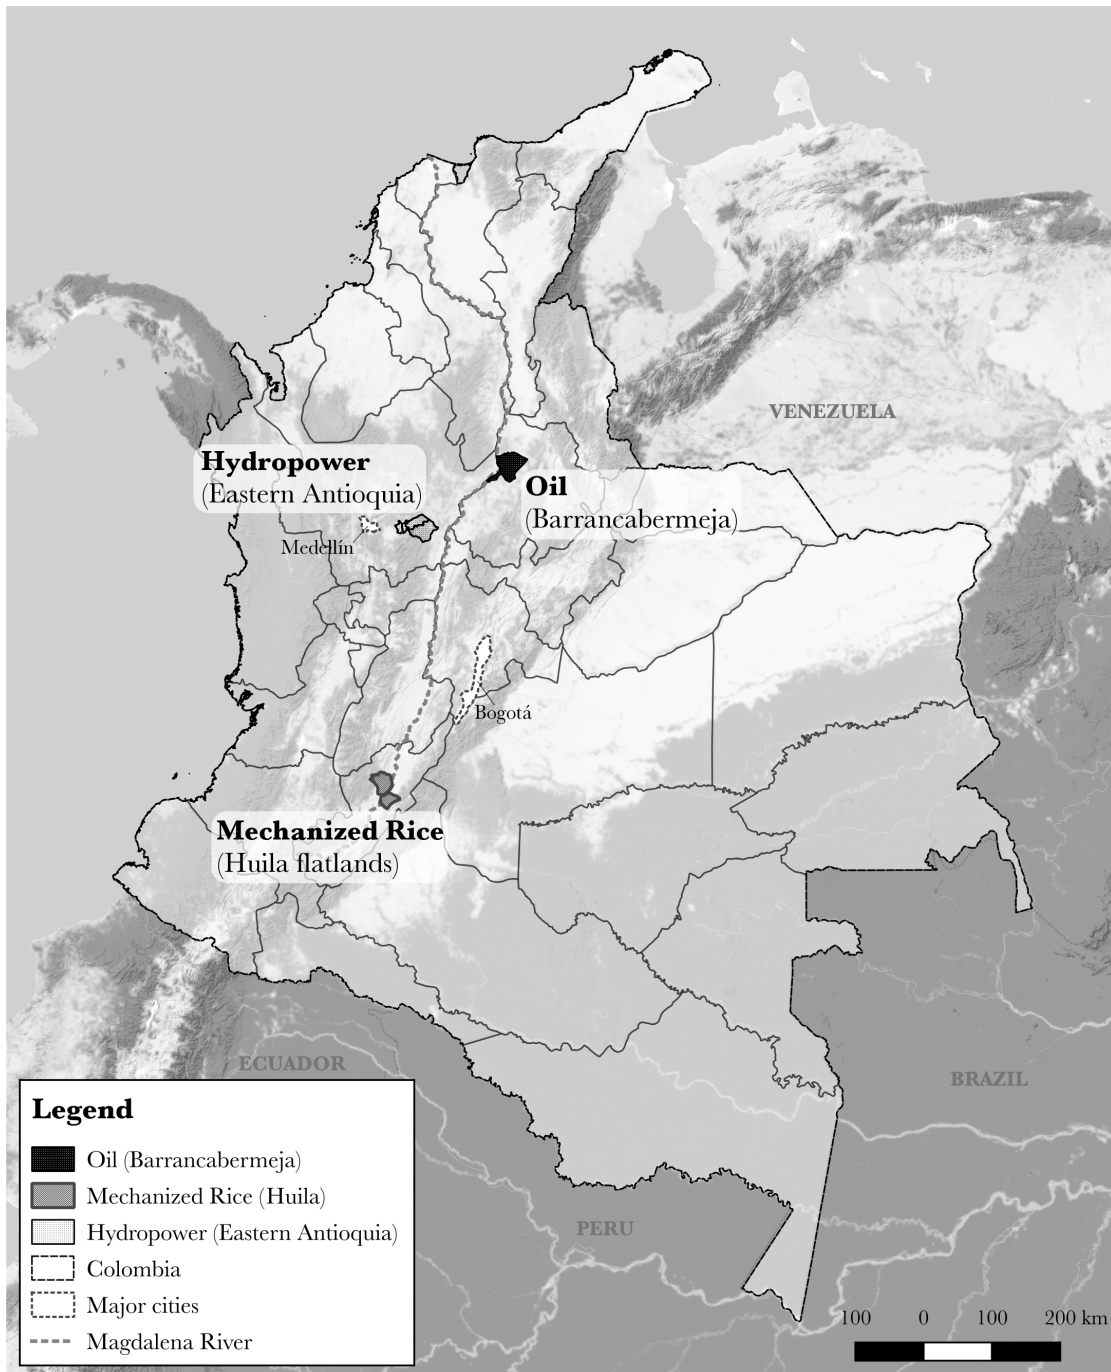 VENEZUELA
Hydropower
(Eastern Antioquia)
Oil
(Barrancabermeja)
Medellín
Bogotá
Mechanized Rice
(Huila flatlands)
ECUADOR
BRAZIL
PERU
Legend
Oil (Barrancabermeja)
Mechanized Rice (Huila)
Hydropower (Eastern Antioquia)
Colombia
Major cities
Magdalena River
100 0 100 200 km